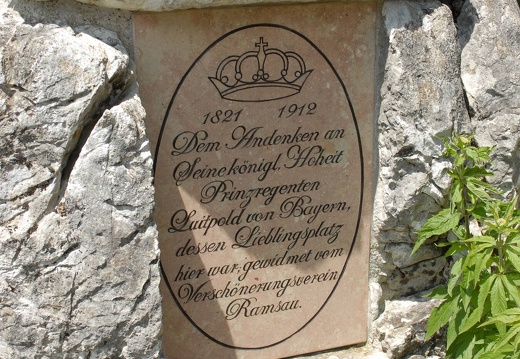 1821 1912
Dem Andenken an
Seine königl. Hoheit
Prinzregenten
Luitpold von Bayern,
dessen Lieblingsplatz
hier war, gewidmet vom
Verschönerungsverein
Ramsau.